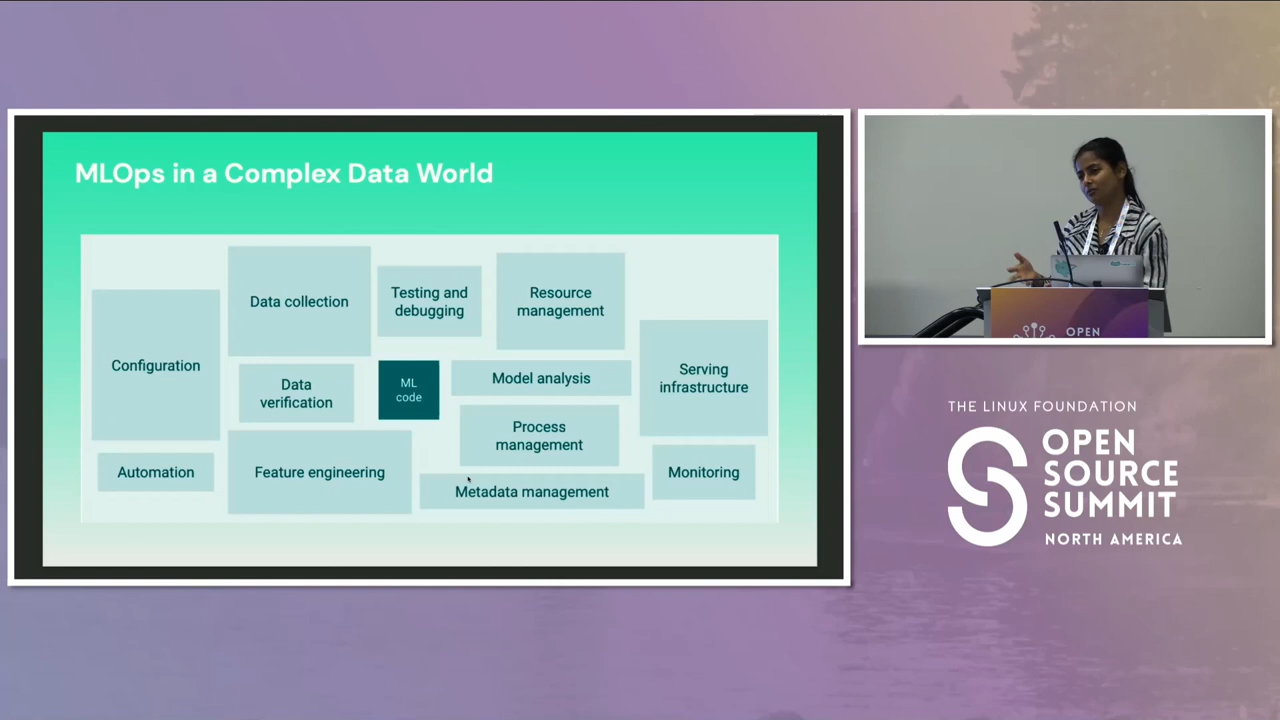 MLOps in a Complex Data World
Configuration
Automation
Data collection
Data
verification
Feature engineering
Testing and
debugging
ML
code
Resource
management
Model analysis
Process
management
Metadata management
Serving
infrastructure
Monitoring
OPEN
THE LINUX FOUNDATION
OPEN
SOURCE
SUMMIT
NORTH AMERICA